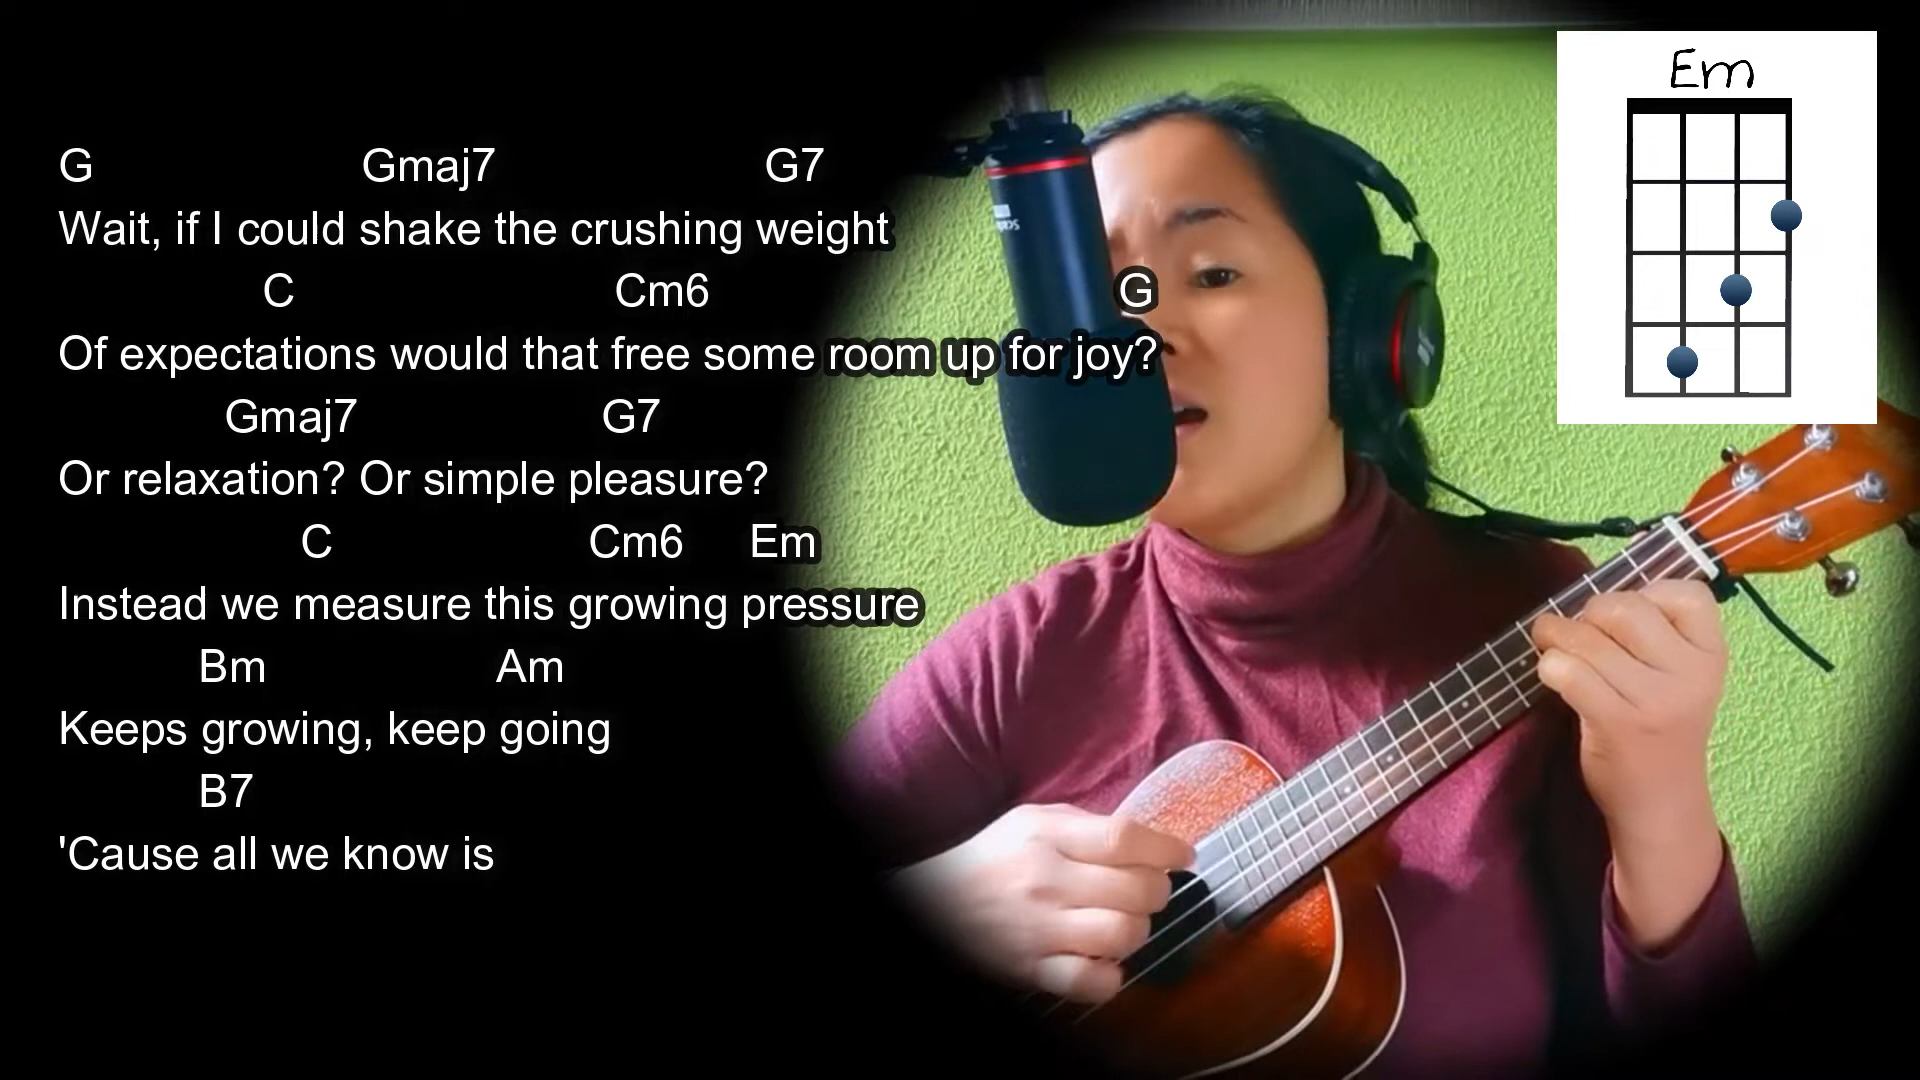 Em
G Gmaj7 G7
Wait, if I could shake the crushing weight
C Cm6 G
Of expectations would that free some room up for joy?
Gmaj7 G7
Or relaxation? Or simple pleasure?
C Cm6 Em
Instead we measure this growing pressure
Bm Am
Keeps growing, keep going
B7
'Cause all we know is